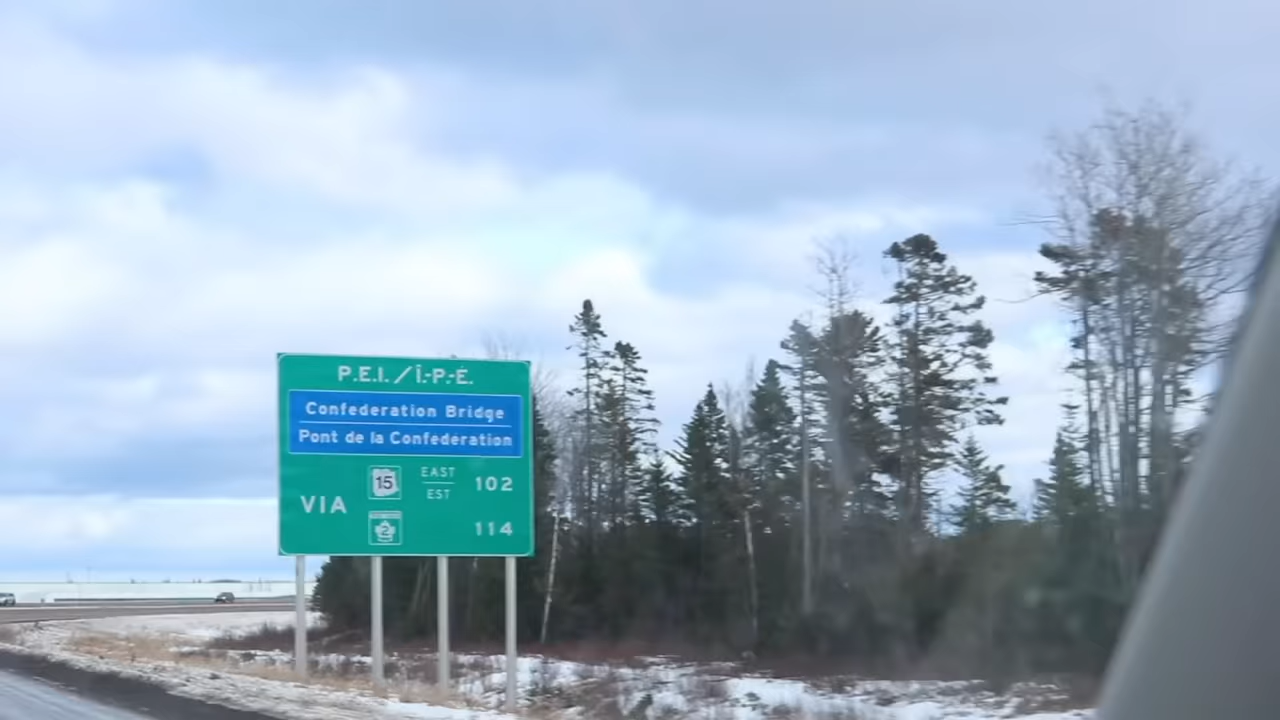 P.E.I./Î.-P.-É.
Confederation Bridge
Pont de la Confederation
VIA 15 EAST EST 102
2 114